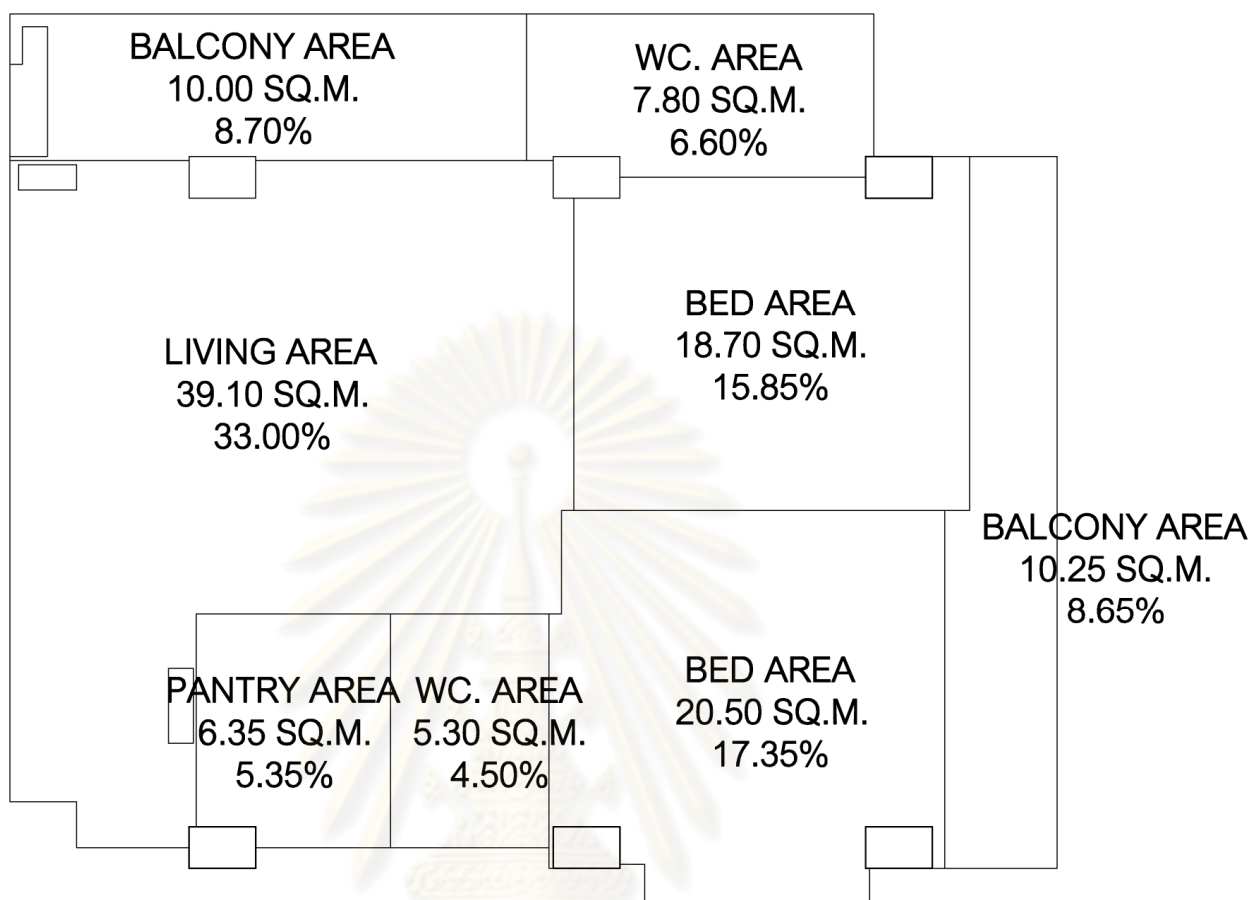 BALCONY AREA
10.00 SQ.M.
8.70%
WC. AREA
7.80 SQ.M.
6.60%
LIVING AREA
39.10 SQ.M.
33.00%
BED AREA
18.70 SQ.M.
15.85%
BALCONY AREA
10.25 SQ.M.
8.65%
PANTRY AREA
6.35 SQ.M.
5.35%
WC. AREA
5.30 SQ.M.
4.50%
BED AREA
20.50 SQ.M.
17.35%